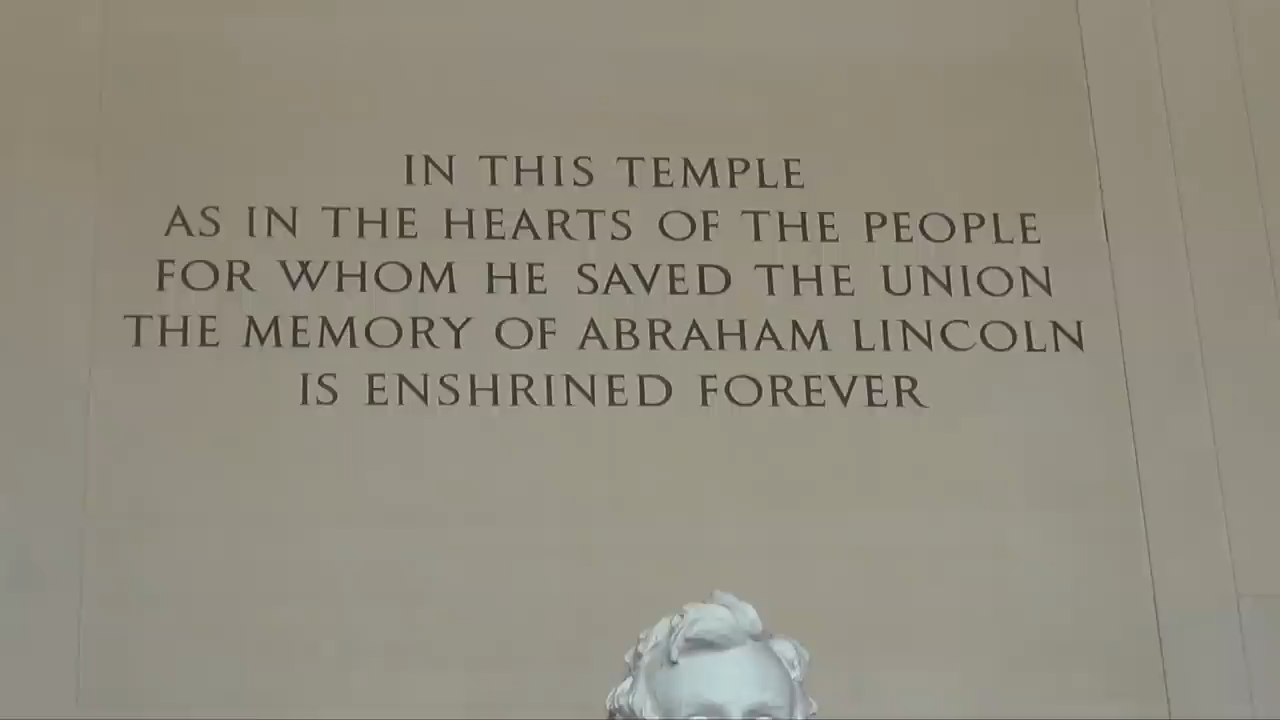 IN THIS TEMPLE
AS IN THE HEARTS OF THE PEOPLE
FOR WHOM HE SAVED THE UNION
THE MEMORY OF ABRAHAM LINCOLN
IS ENSHRINED FOREVER